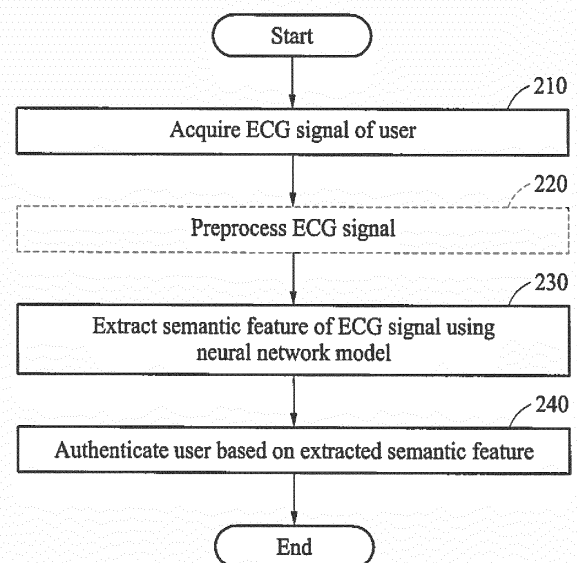 Start
210
Acquire ECG signal of user
220
Preprocess ECG signal
230
Extract semantic feature of ECG signal using
neural network model
240
Authenticate user based on extracted semantic feature
End